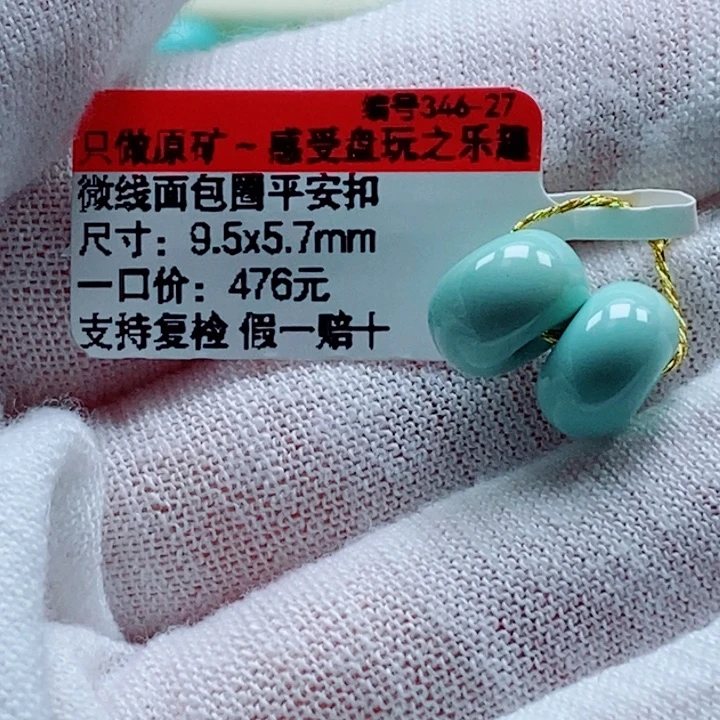 编号346-27
只做原矿~感受盘玩之乐趣
微线面包圈平安扣
尺寸：9.5x5.7mm
一口价：476元
支持复检 假一赔十